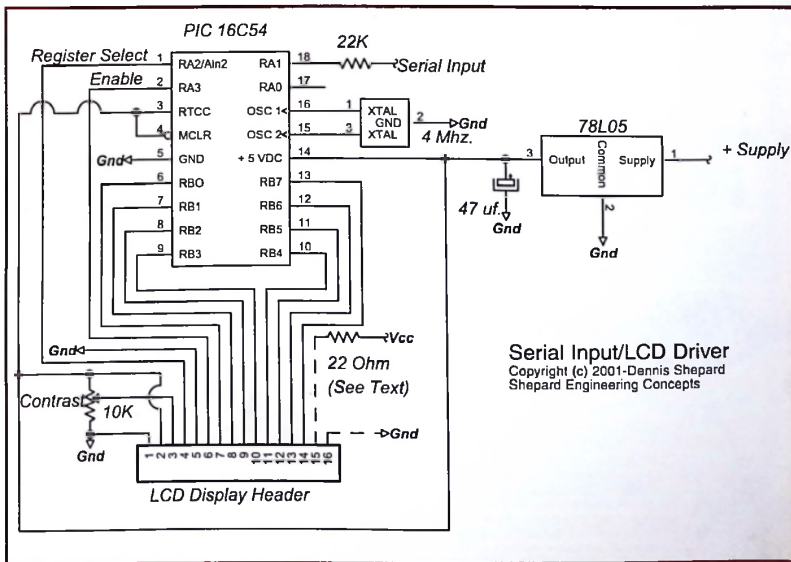 PIC 16C54
Register Select 1 RA2/Ain2 RA1 18 22K Serial Input
Enable 2 RA3 RA0 17
3 RTCC OSC 1 16 1 XTAL
GND 2 Gnd
4 MCLR OSC 2 15 3 XTAL
4 Mhz.
Gnd 5 GND + 5 VDC 14
6 RBO RB7 13
7 RB1 RB6 12
8 RB2 RB5 11
9 RB3 RB4 10
78L05
3 Output Common Supply 1 + Supply
2
Gnd
47 uf.
Gnd
Gnd
Vcc
22 Ohm
(See Text)
Contrast
10K
Gnd
Gnd
1 2 3 4 5 6 7 8 9 10 11 12 13 14 15 16
LCD Display Header
Serial Input/LCD Driver
Copyright (c) 2001-Dennis Shepard
Shepard Engineering Concepts